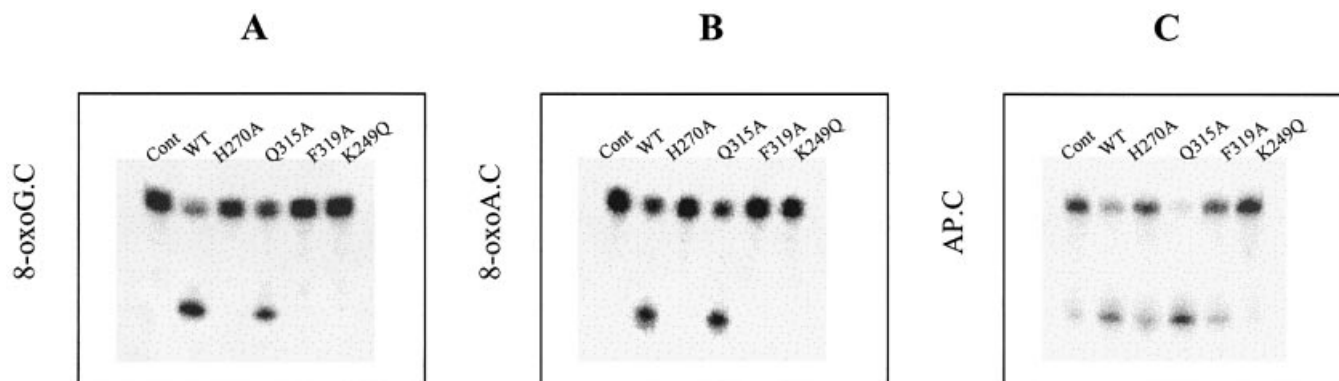 A
8-oxoG.C
Cont WT H270A Q315A F319A K249Q
B
8-oxoA.C
Cont WT H270A Q315A F319A K249Q
C
AP.C
Cont WT H270A Q315A F319A K249Q